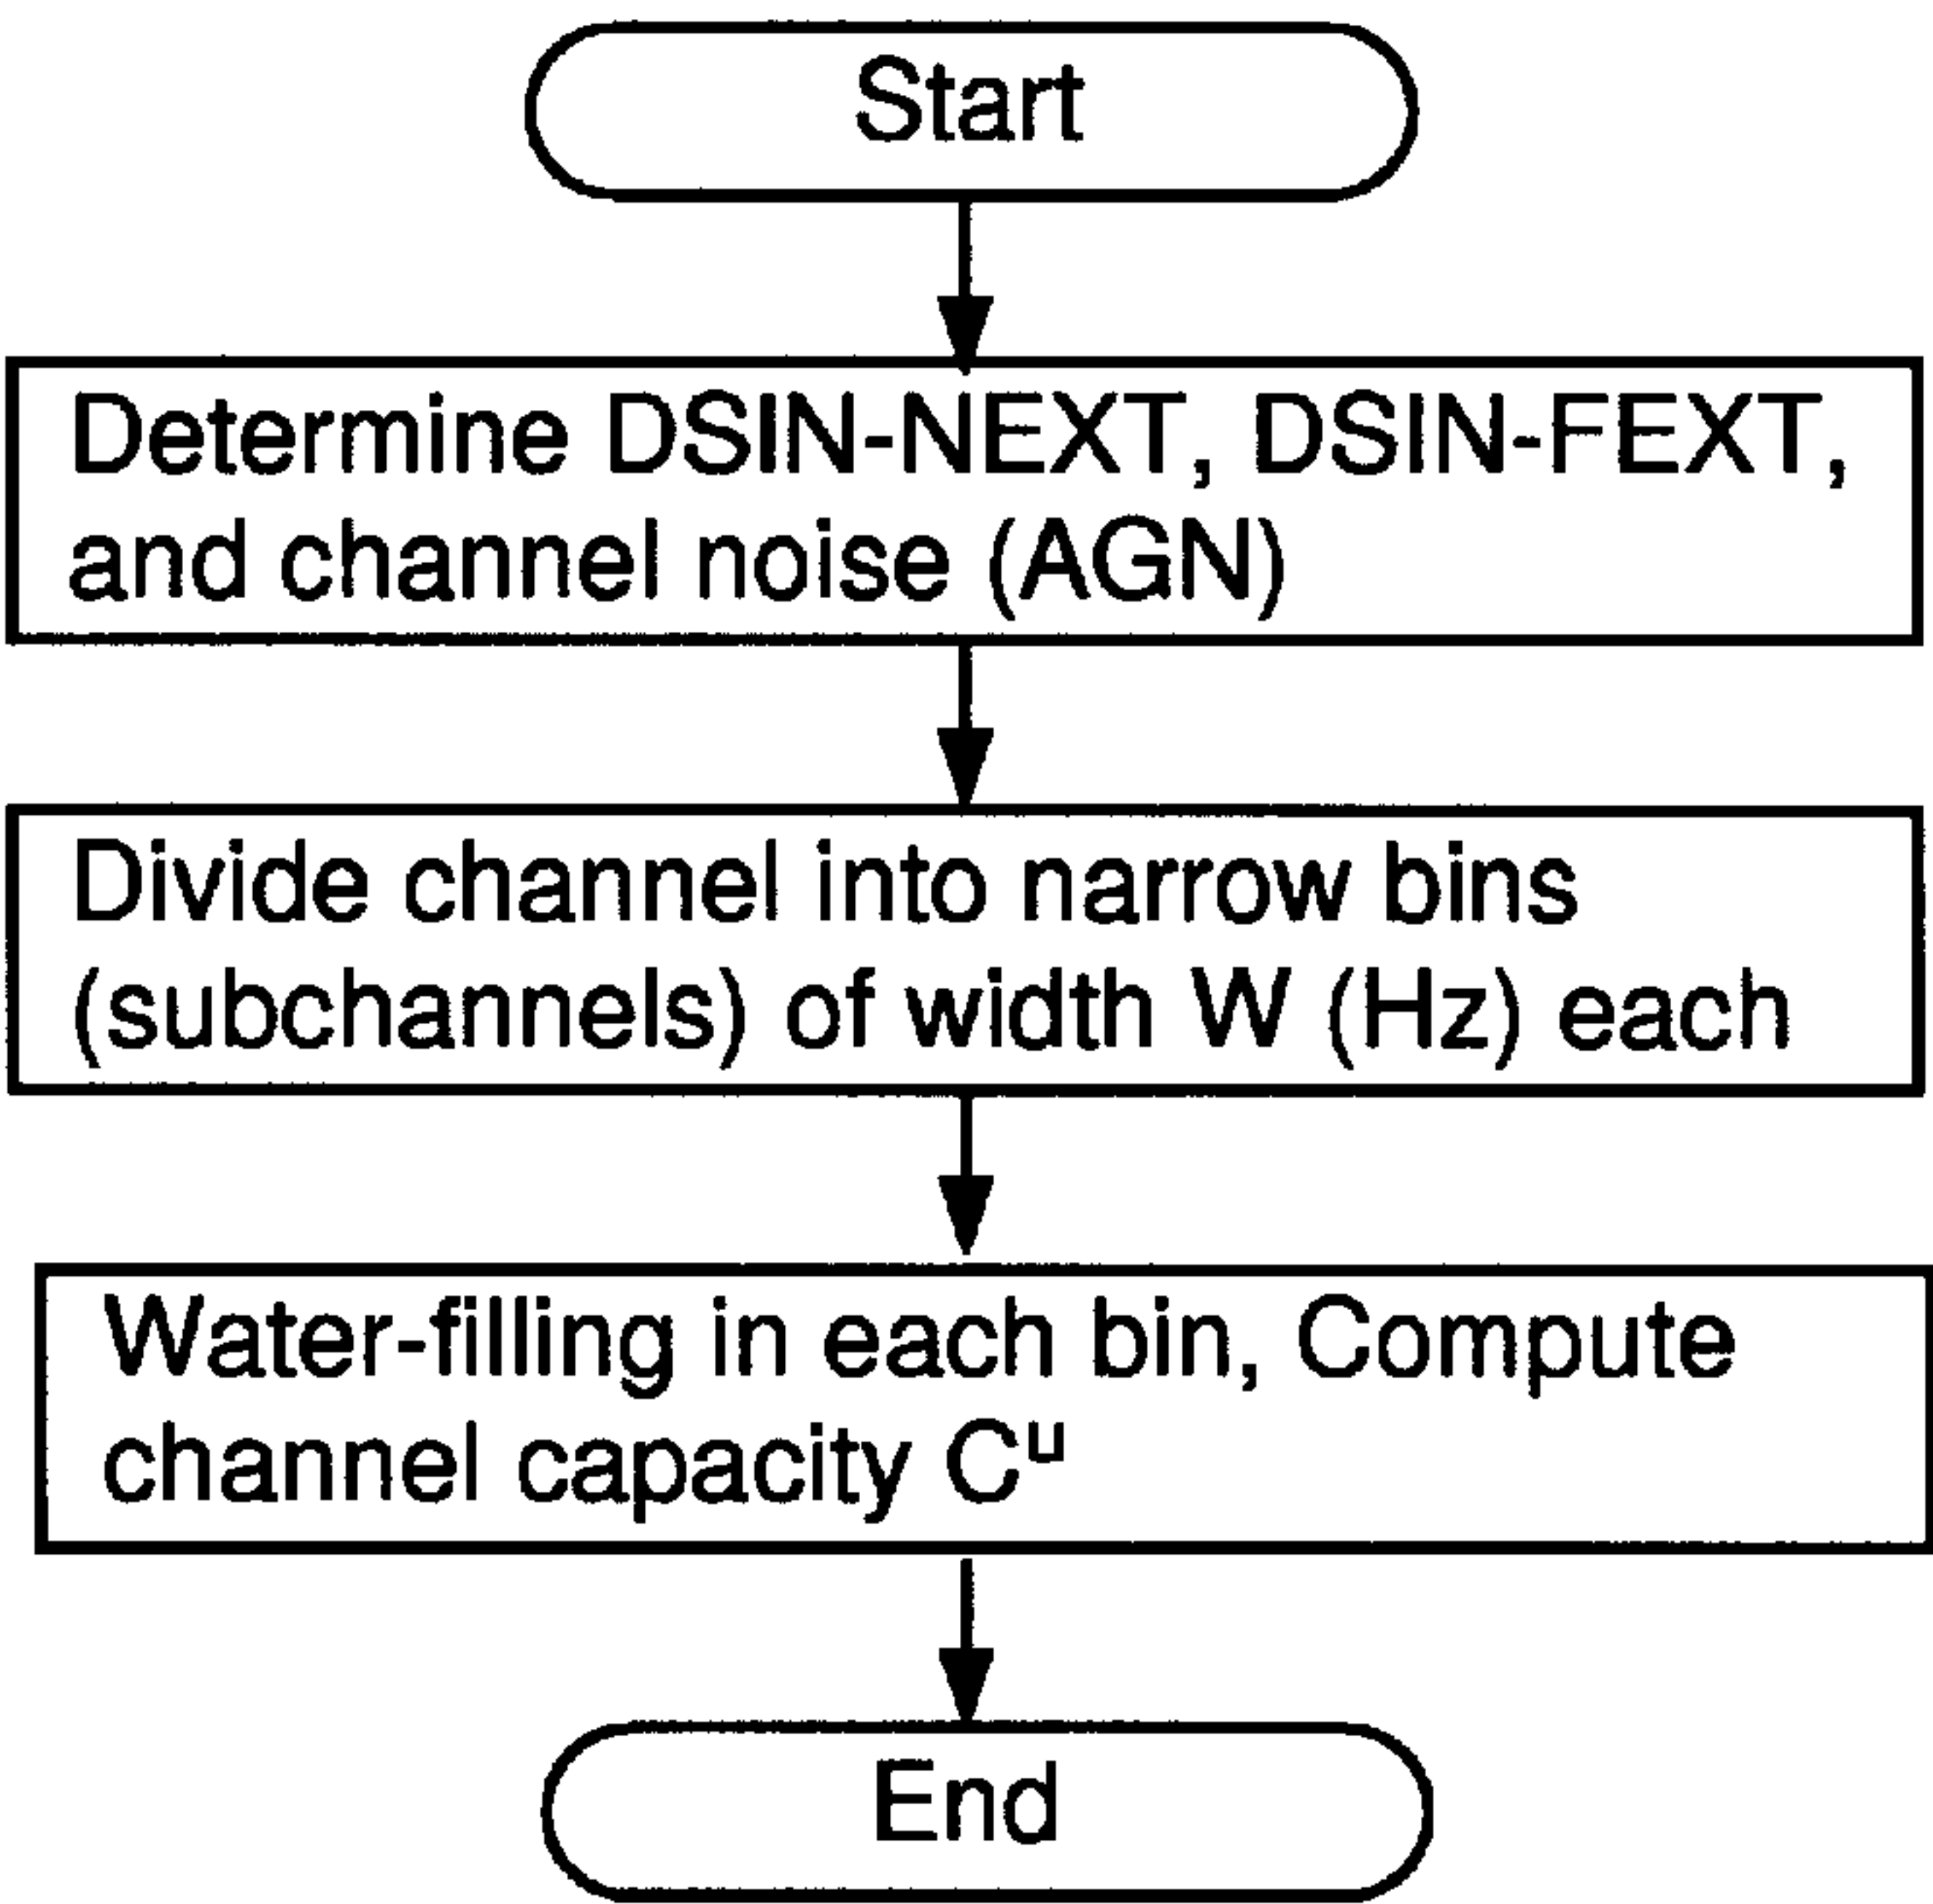 Start
Determine DSIN-NEXT, DSIN-FEXT,
and channel noise (AGN)
Divide channel into narrow bins
(subchannels) of width W (Hz) each
Water-filling in each bin, Compute
channel capacity Cᵘ
End